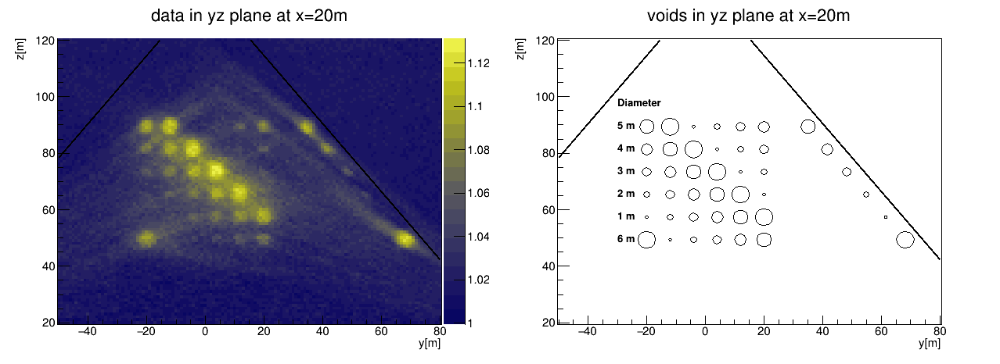 data in yz plane at x=20m
z[m]
120
100
80
60
40
20
−40
−20
0
20
40
60
80
y[m]
1.12
1.1
1.08
1.06
1.04
1.02
1
voids in yz plane at x=20m
z[m]
120
100
80
60
40
20
Diameter
5 m
4 m
3 m
2 m
1 m
6 m
−40
−20
0
20
40
60
80
y[m]